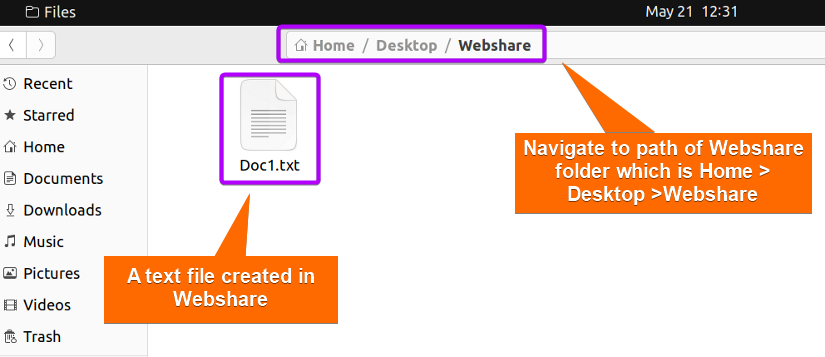 Files
May 21 12:31
Home / Desktop / Webshare
Recent
Starred
Home
Documents
Downloads
Music
Pictures
Videos
Trash
Doc1.txt
Navigate to path of Webshare
folder which is Home >
Desktop >Webshare
A text file created in
Webshare